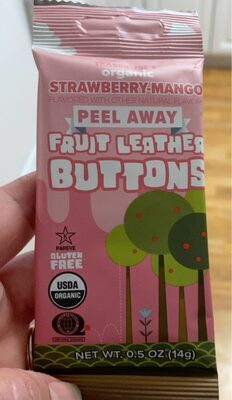 organic
STRAWBERRY-MANGO
FLAVORED WITH OTHER NATURAL FLAVOR
PEEL AWAY
FRUIT LEATHER
BUTTONS
K
PAREVE
GLUTEN
FREE
USDA
ORGANIC
NET WT. 0.5 OZ (14g)